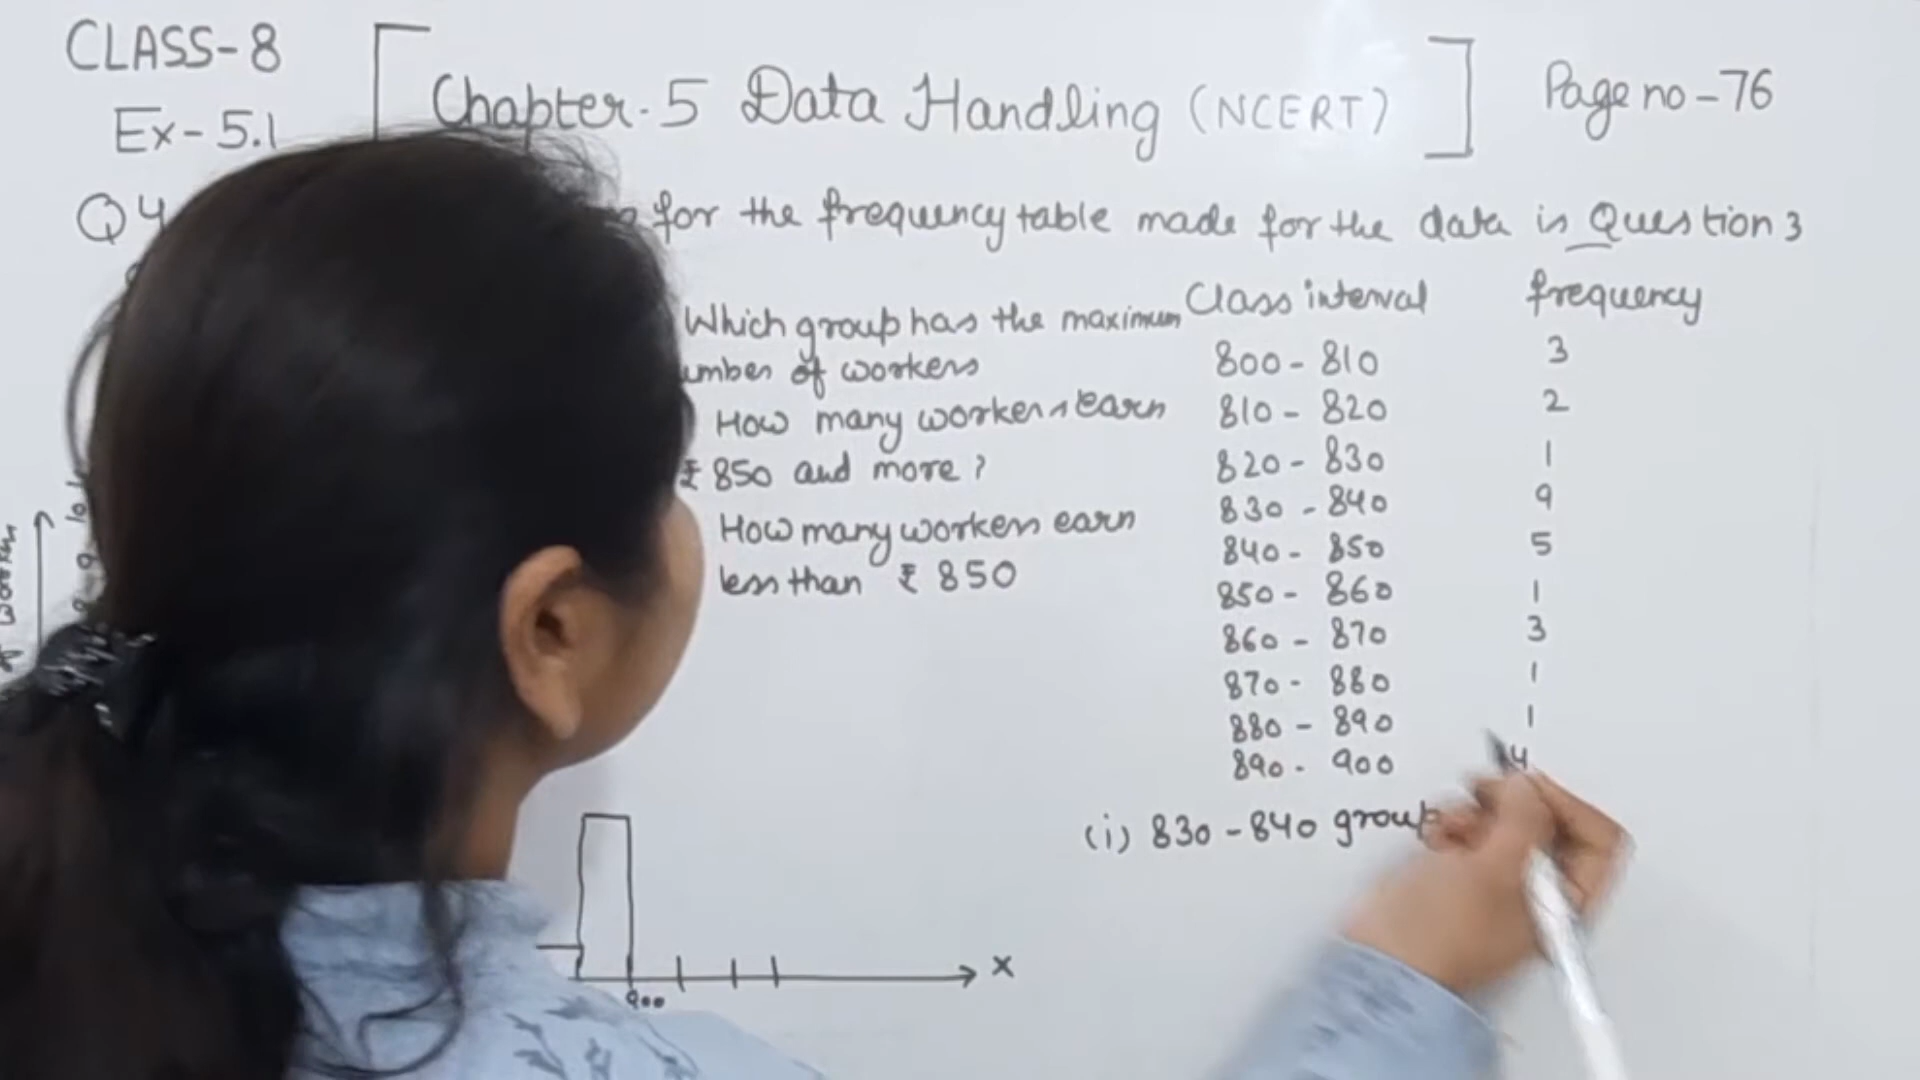 CLASS-8
Ex-5.1
Chapter-5 Data Handling (NCERT)
Page no-76
Q4 for the frequency table made for the data is Question 3
Which group has the maximum
of workers
How many workers earn
₹ 850 and more?
How many workers earn
less than ₹ 850
Class interval frequency
800-810 3
810-820 2
820-830 1
830-840 9
840-850 5
850-860 1
860-870 3
870-880 1
880-890 1
890-900 4
(i) 830-840 group
900
X